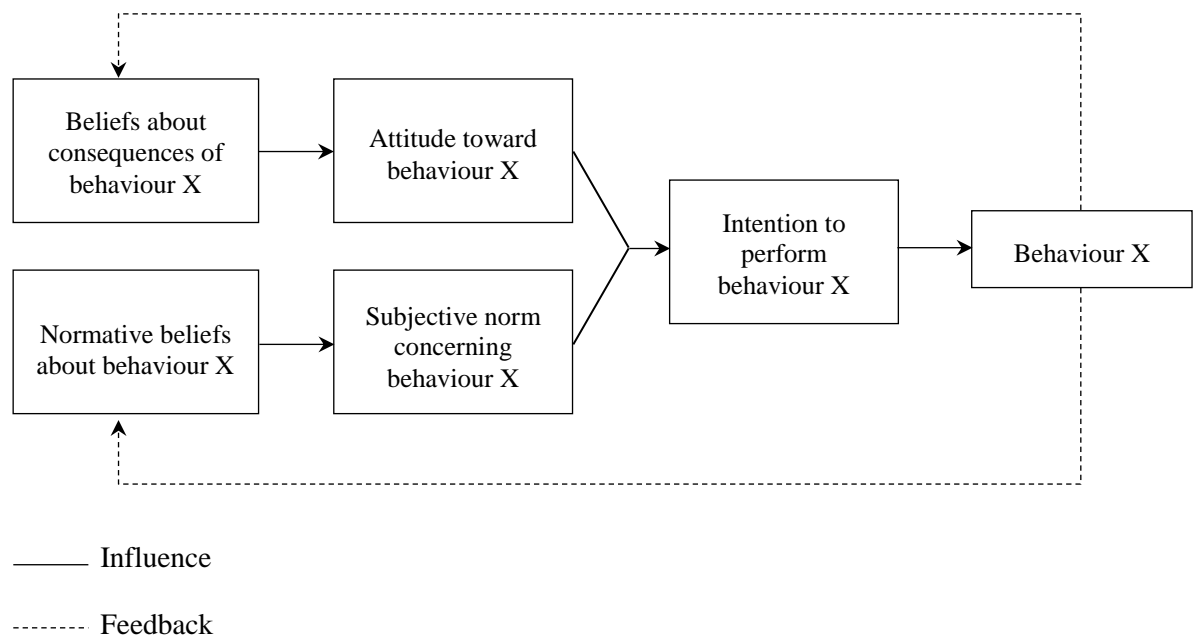 Beliefs about
consequences of
behaviour X
Attitude toward
behaviour X
Normative beliefs
about behaviour X
Subjective norm
concerning
behaviour X
Intention to
perform
behaviour X
Behaviour X
Influence
Feedback